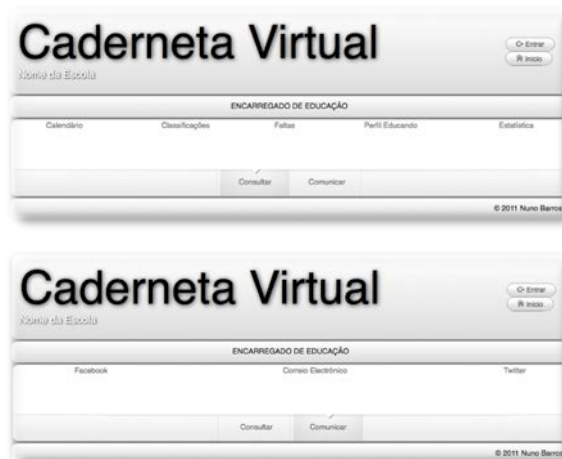 Caderneta Virtual
Nome da Escola
Entrar
Início
ENCARREGADO DE EDUCAÇÃO
Calendário Classificações Faltas Perfil Educando Estatística
Consultar Comunicar
© 2011 Nuno Barros
Caderneta Virtual
Nome da Escola
Entrar
Início
ENCARREGADO DE EDUCAÇÃO
Facebook Correio Electrónico Twitter
Consultar Comunicar
© 2011 Nuno Barros